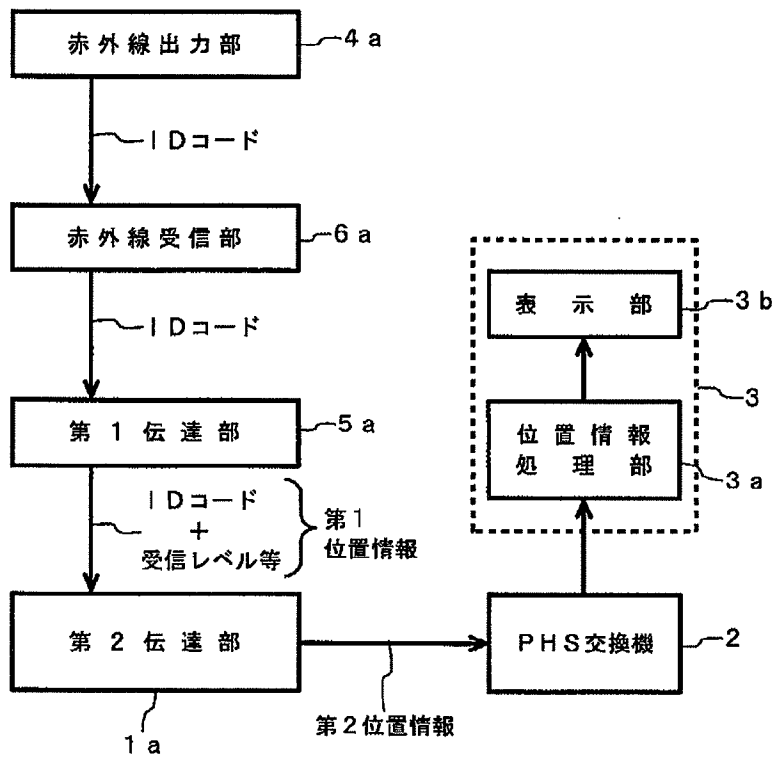 赤外線出力部
4a
IDコード
赤外線受信部
6a
IDコード
第1伝達部
5a
IDコード
+
受信レベル等
第1
位置情報
第2伝達部
1a
第2位置情報
PHS交換機
2
位置情報
処理部
3a
表示部
3b
3